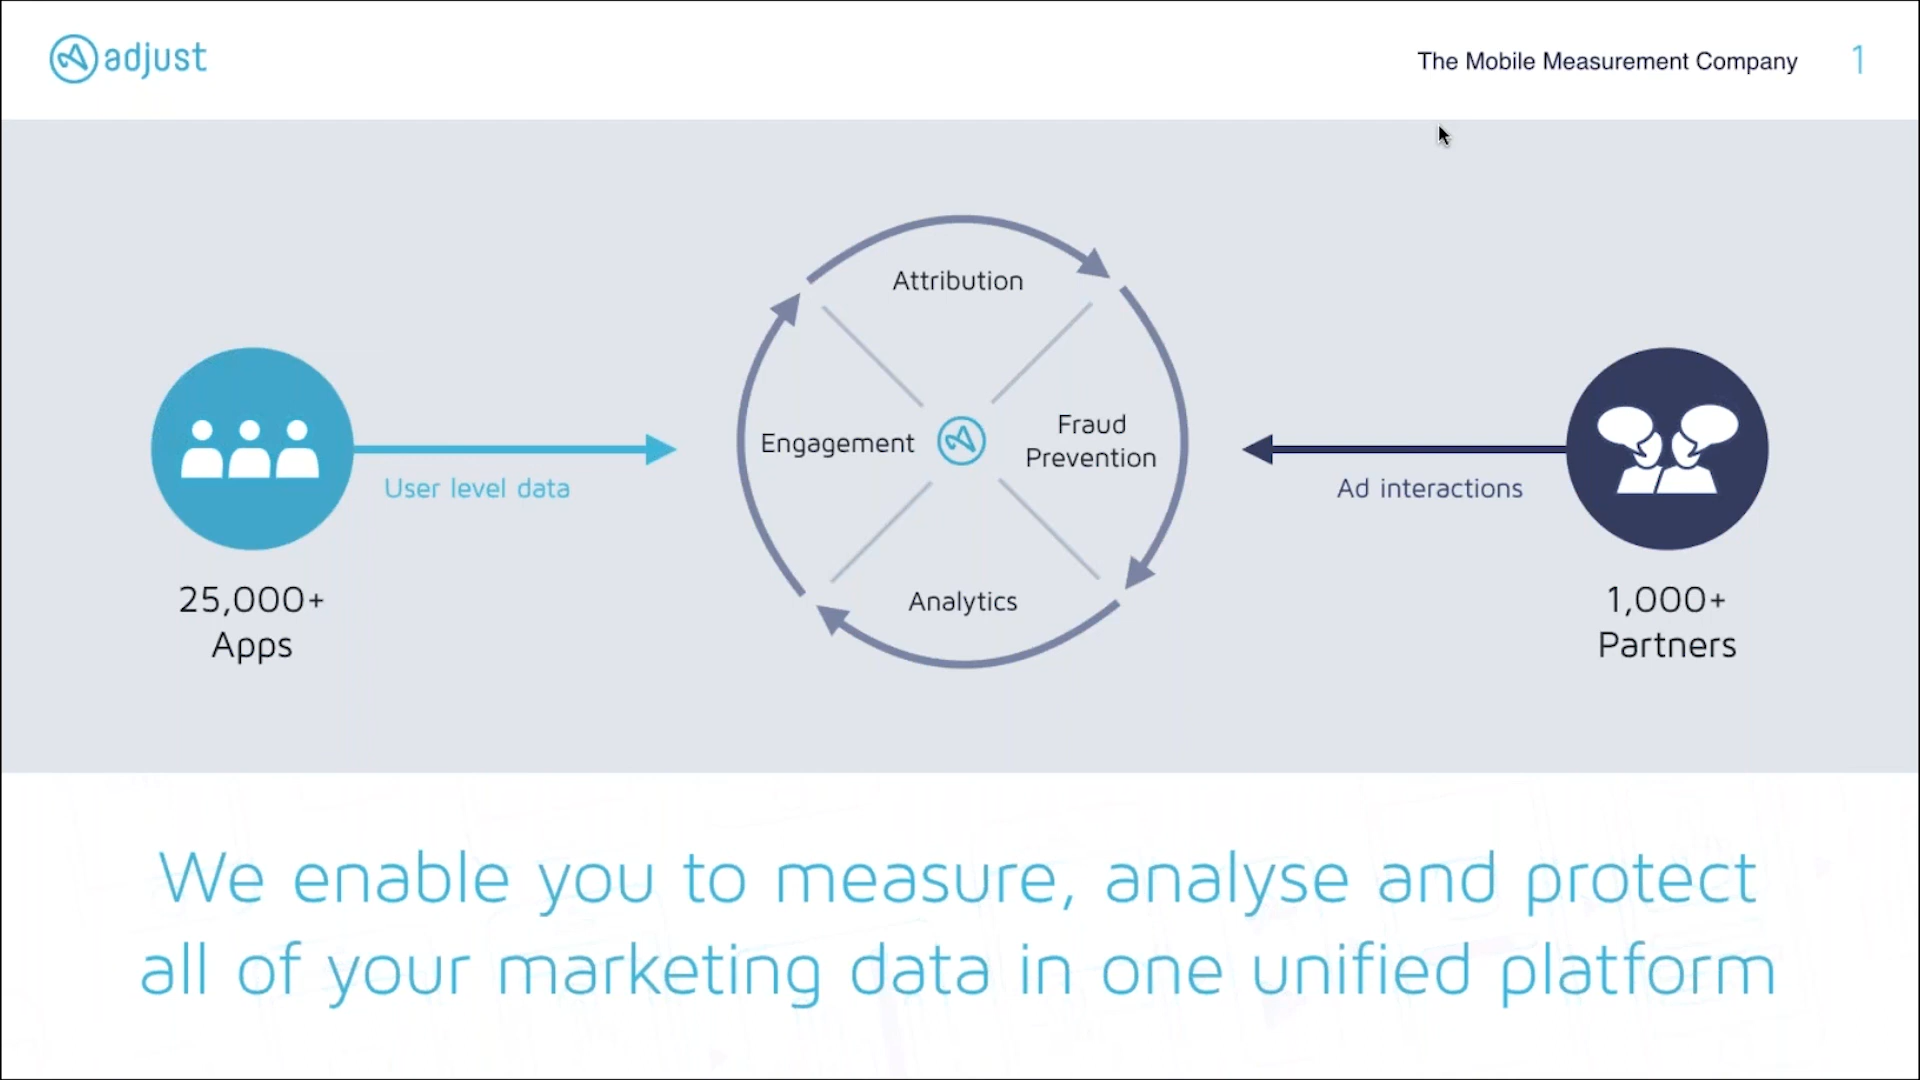 adjust
The Mobile Measurement Company
1
Attribution
Engagement
Fraud
Prevention
Analytics
User level data
Ad interactions
25,000+
Apps
1,000+
Partners
We enable you to measure, analyse and protect
all of your marketing data in one unified platform